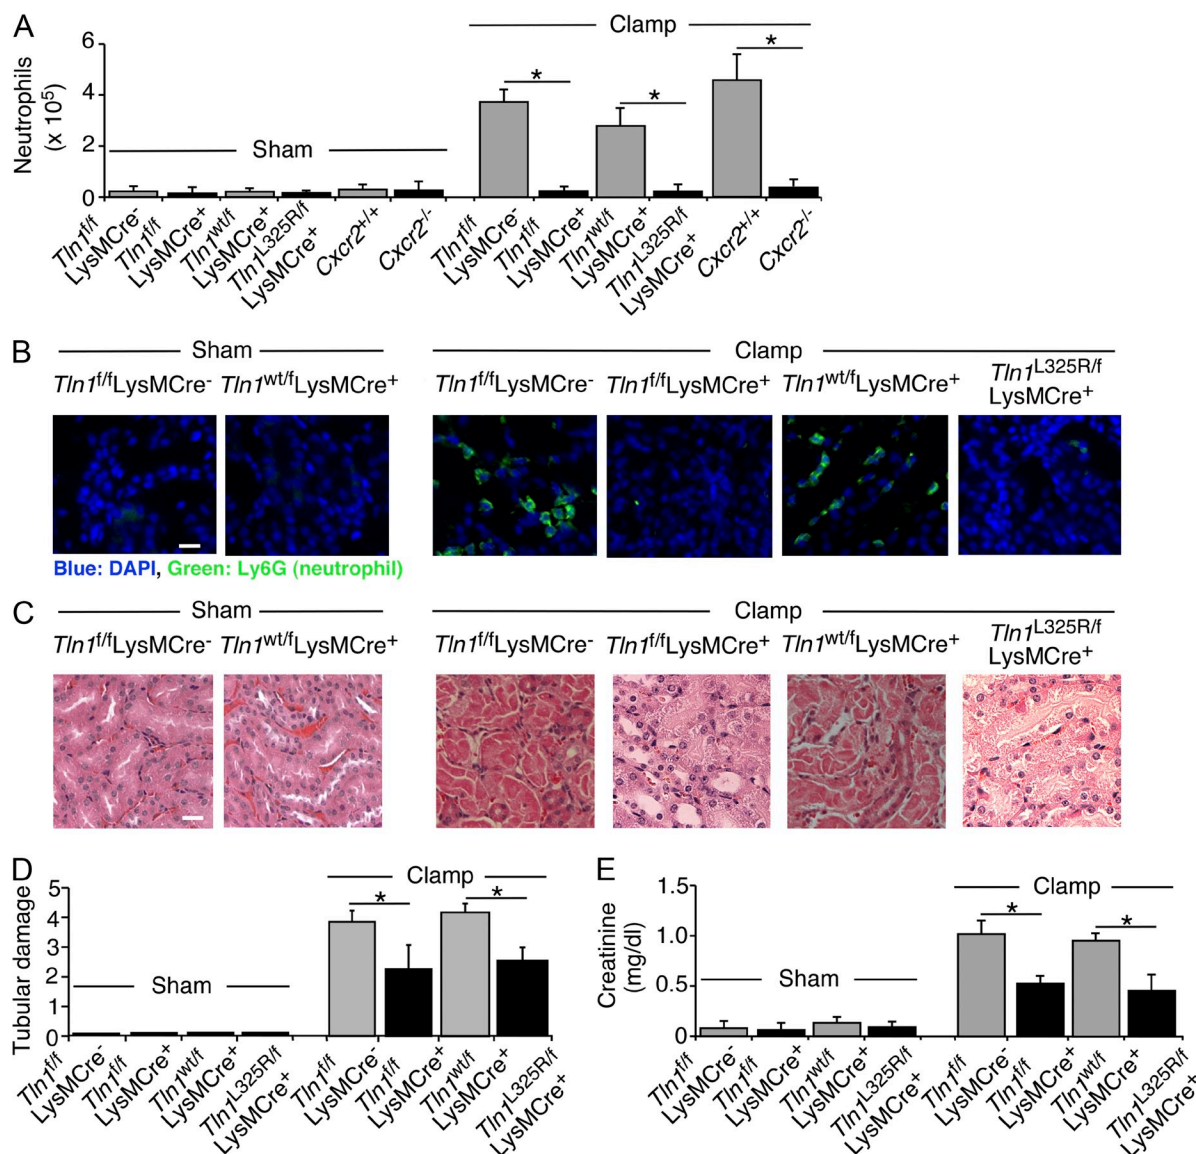 A
Clamp
6
4
2
0
Neutrophils
(x 10⁵)
Sham
*
*
*
Tln1f/f
LysMCre-
Tln1f/f
LysMCre+
Tln1wt/f
LysMCre+
Tln1L325R/f
LysMCre+
Cxcr2+/+
Cxcr2-/-
Tln1f/f
LysMCre-
Tln1f/f
LysMCre+
Tln1wt/f
LysMCre+
Tln1L325R/f
LysMCre+
Cxcr2+/+
Cxcr2-/-
B
Sham
Clamp
Tln1f/fLysMCre-
Tln1wt/fLysMCre+
Tln1f/fLysMCre-
Tln1f/fLysMCre+
Tln1wt/fLysMCre+
Tln1L325R/f
LysMCre+
Blue: DAPI, Green: Ly6G (neutrophil)
C
Sham
Clamp
Tln1f/fLysMCre-
Tln1wt/fLysMCre+
Tln1f/fLysMCre-
Tln1f/fLysMCre+
Tln1wt/fLysMCre+
Tln1L325R/f
LysMCre+
D
Clamp
5
4
3
2
1
0
Tubular damage
Sham
*
*
Tln1f/f
LysMCre-
Tln1f/f
LysMCre+
Tln1wt/f
LysMCre+
Tln1L325R/f
LysMCre+
Tln1f/f
LysMCre-
Tln1f/f
LysMCre+
Tln1wt/f
LysMCre+
Tln1L325R/f
LysMCre+
E
Clamp
1.5
1.0
0.5
0
Creatinine
(mg/dl)
Sham
*
*
Tln1f/f
LysMCre-
Tln1f/f
LysMCre+
Tln1wt/f
LysMCre+
Tln1L325R/f
LysMCre+
Tln1f/f
LysMCre-
Tln1f/f
LysMCre+
Tln1wt/f
LysMCre+
Tln1L325R/f
LysMCre+